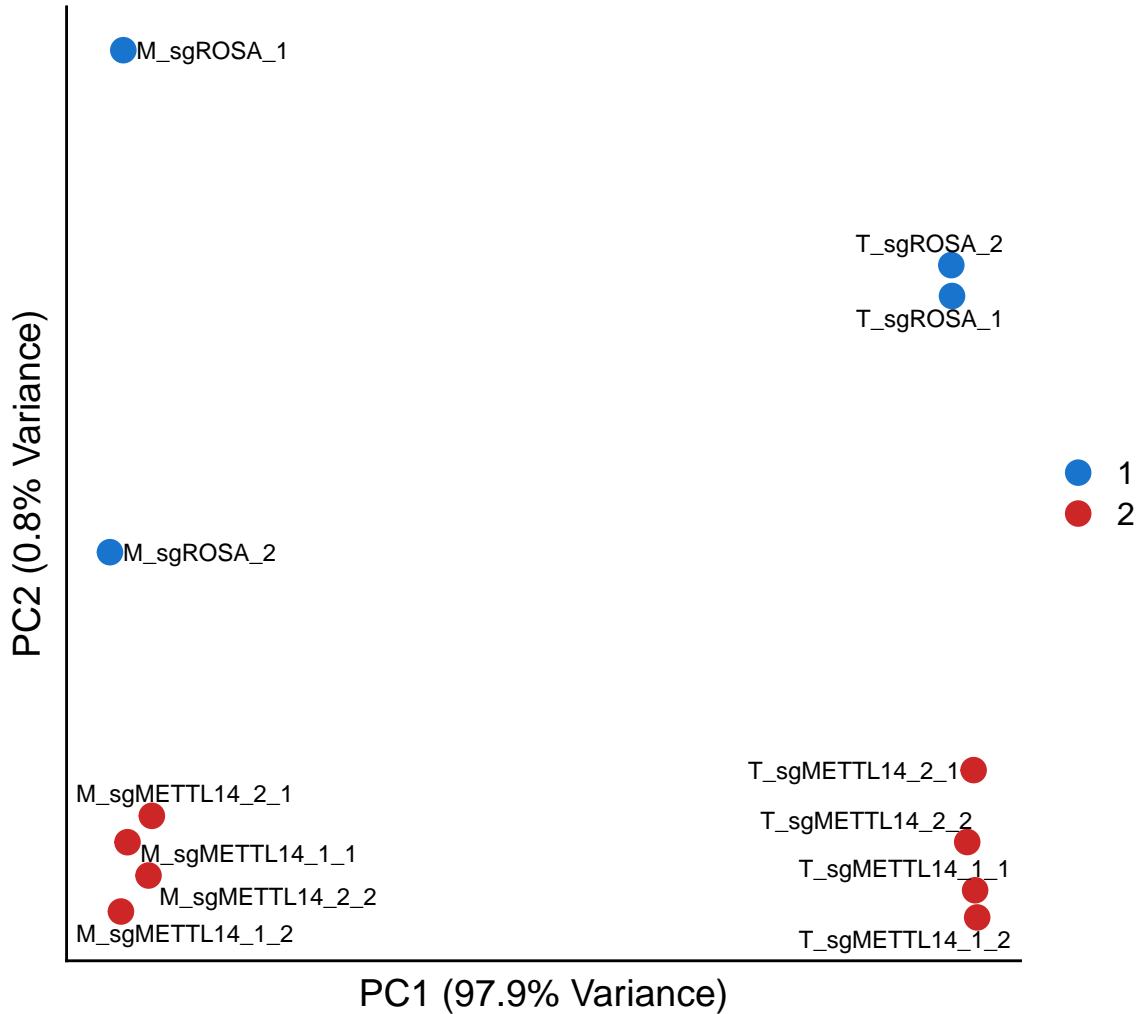 M_sgROSA_1
T_sgROSA_2
T_sgROSA_1
PC2 (0.8% Variance)
1
2
M_sgROSA_2
T_sgMETTL14_2_1
M_sgMETTL14_2_1
T_sgMETTL14_2_2
M_sgMETTL14_1_1
T_sgMETTL14_1_1
M_sgMETTL14_2_2
M_sgMETTL14_1_2
T_sgMETTL14_1_2
PC1 (97.9% Variance)